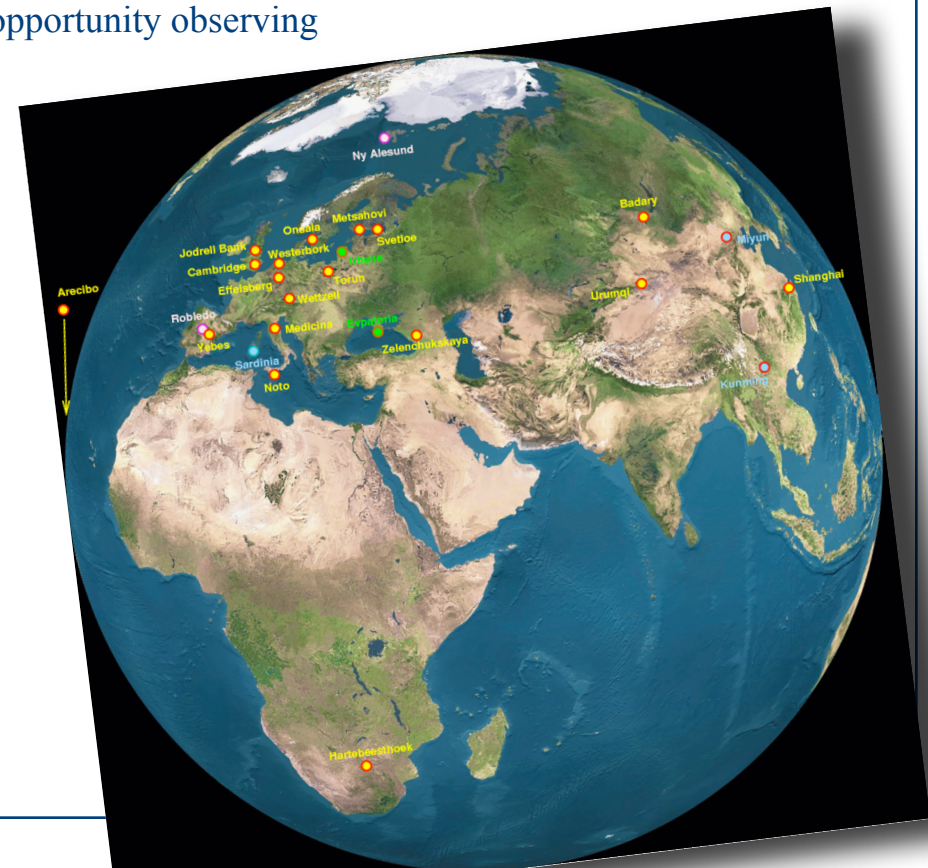 opportunity observing
Ny Alesund
Badary
Metsahovi
Onsala
Svetloe
Miyun
Jodrell Bank
Westerbork
Cambridge
Torun
Effelsberg
Shanghai
Arecibo
Urumqi
Wettzell
Robledo
Evpatoria
Medicina
Yebes
Zelenchukskaya
Sardinia
Kunming
Noto
Hartebeesthoek